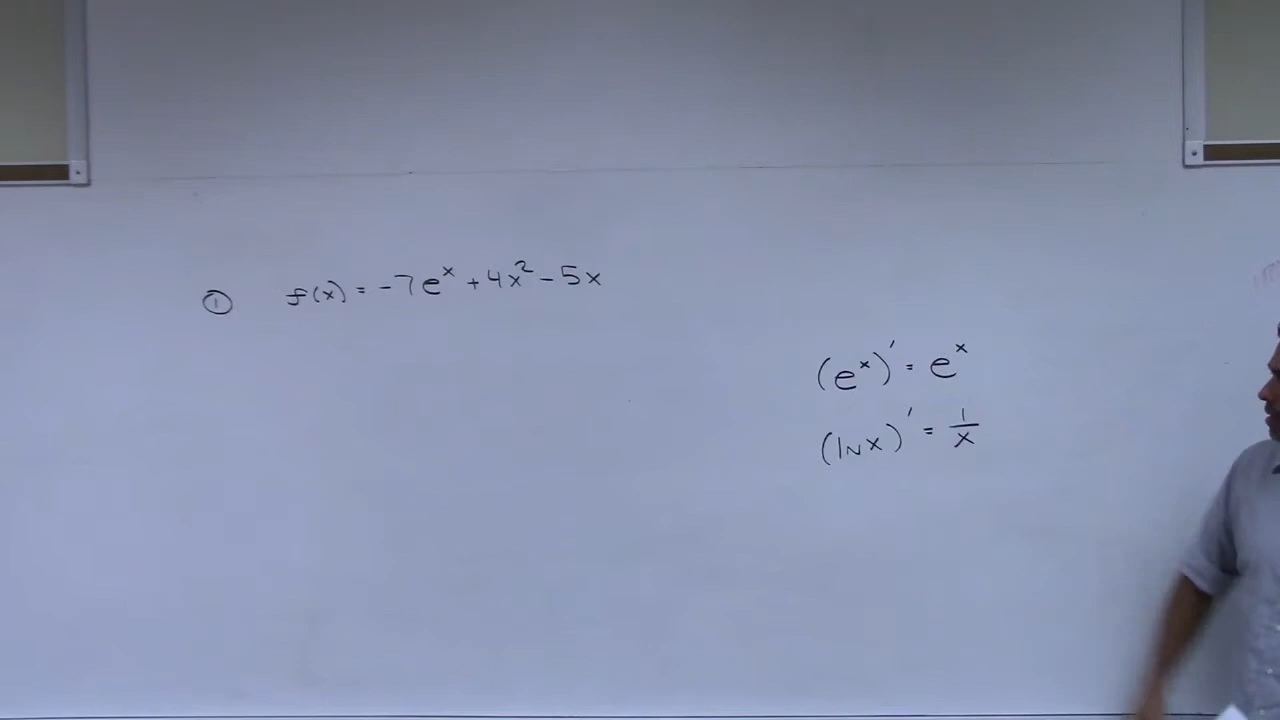 ① f(x) = -7eˣ + 4x² - 5x
(eˣ)' = eˣ
(ln x)' = 1/x